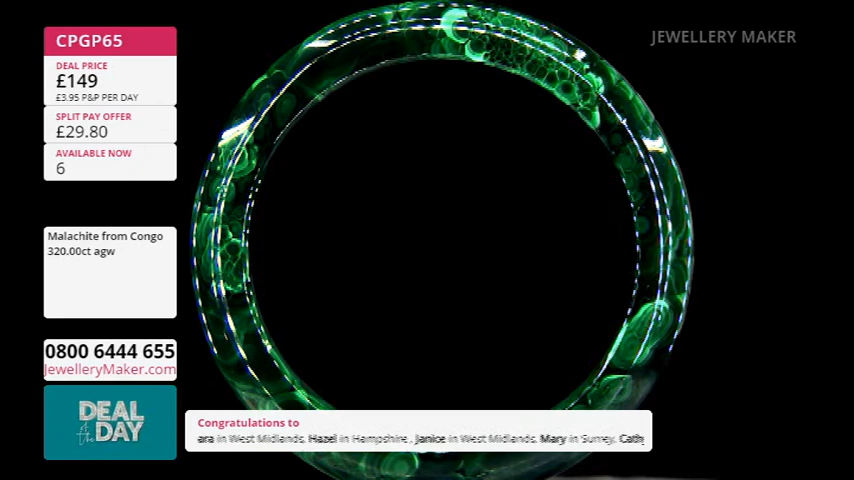 CPGP65
DEAL PRICE
£149
£3.95 P&P PER DAY
SPLIT PAY OFFER
£29.80
AVAILABLE NOW
6
Malachite from Congo
320.00ct agw
0800 6444 655
JewelleryMaker.com
DEAL of the DAY
JEWELLERY MAKER
Congratulations to
ara in West Midlands, Hazel in Hampshire, Janice in West Midlands, Mary in Surrey, Cathy